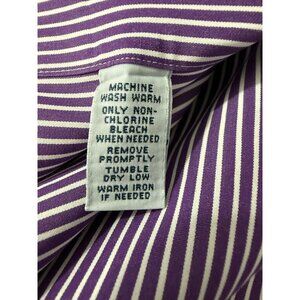 MACHINE
WASH WARM
ONLY NON-
CHLORINE
BLEACH
WHEN NEEDED
REMOVE
PROMPTLY
TUMBLE
DRY LOW
WARM IRON
IF NEEDED